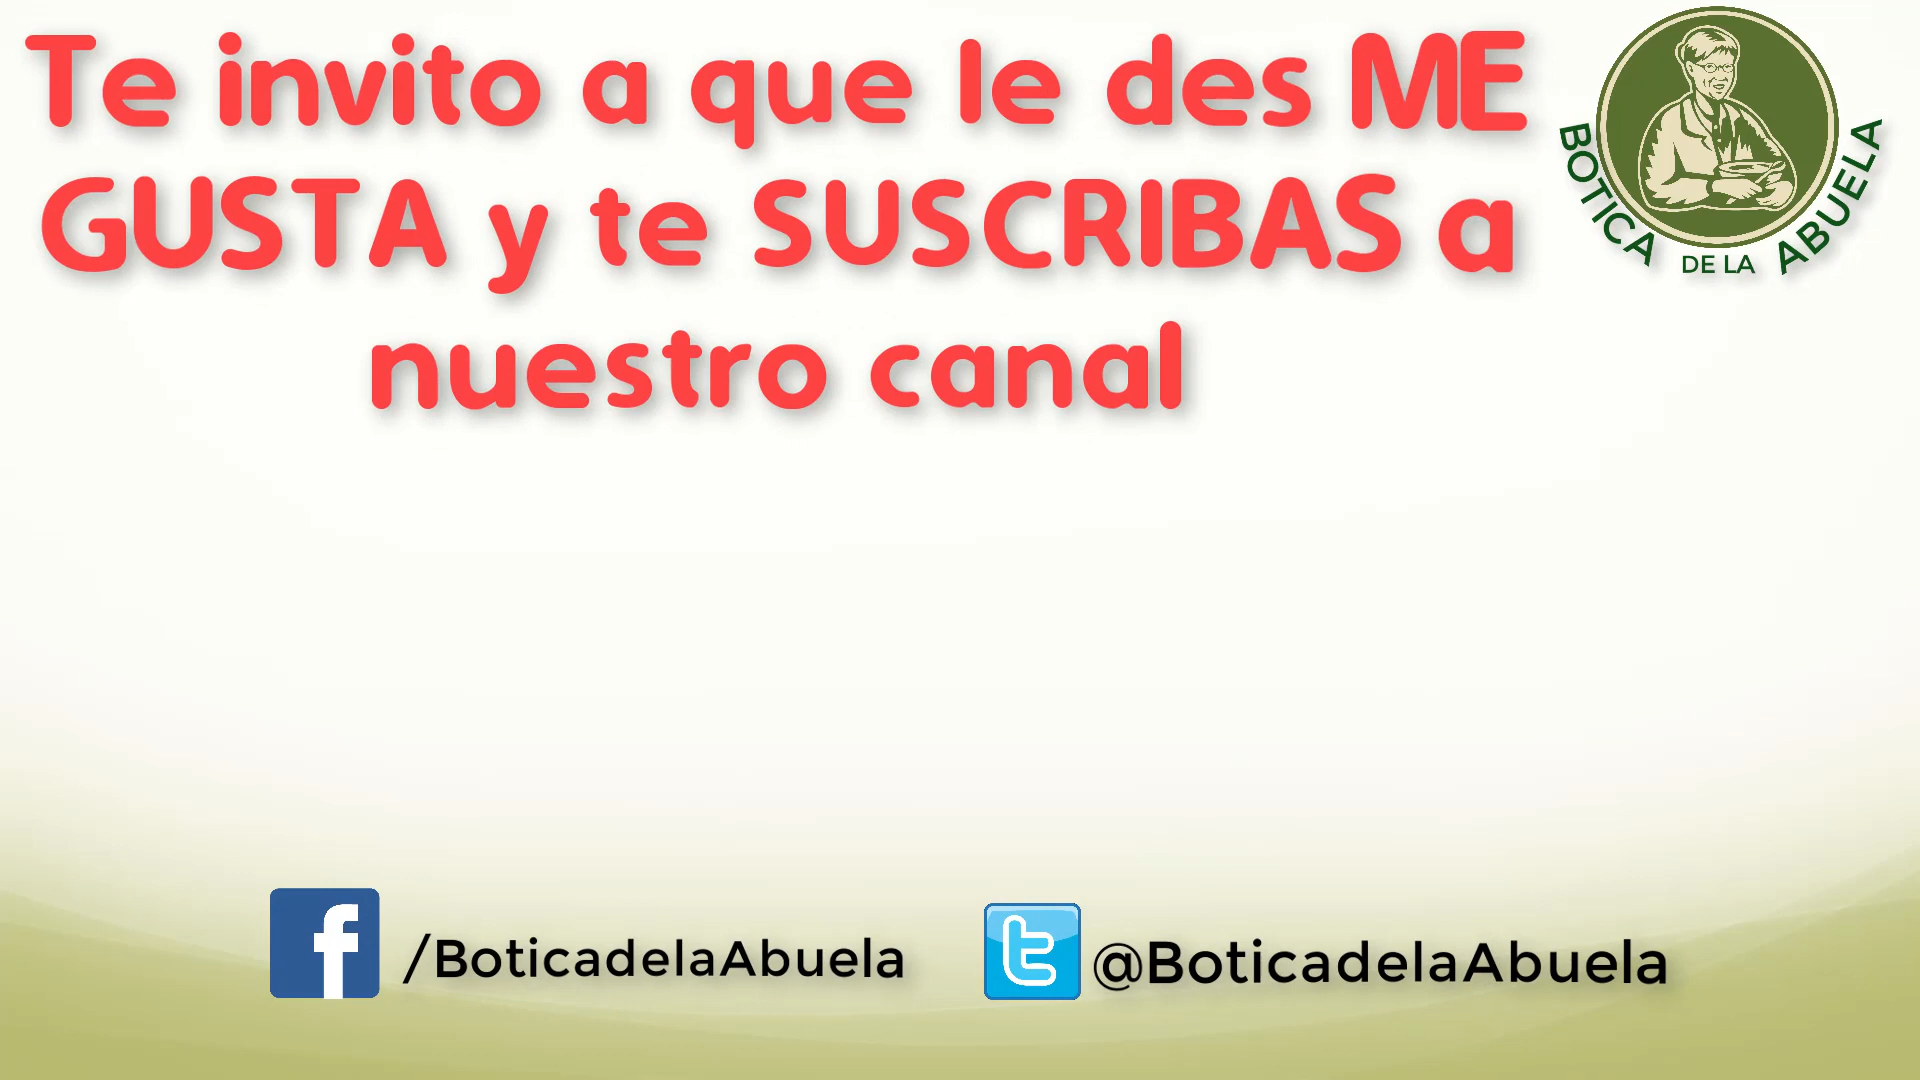 Te invito a que le des ME
GUSTA y te SUSCRIBAS a
nuestro canal
BOTICA DE LA ABUELA
/BoticadelaAbuela
@BoticadelaAbuela